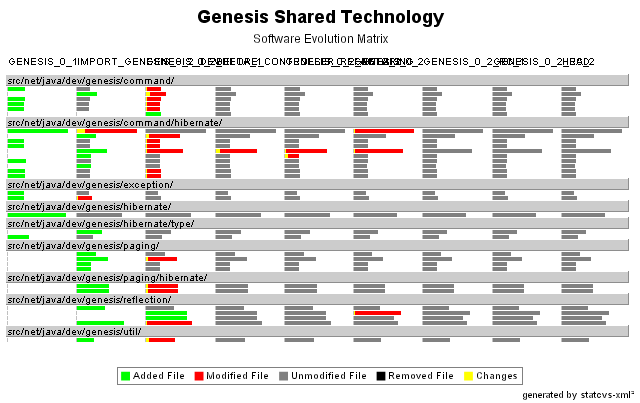 Genesis Shared Technology
Software Evolution Matrix
GENESIS_0_1 GENESIS_0_2 HEAD
src/net/java/dev/genesis/command/
src/net/java/dev/genesis/command/hibernate/
src/net/java/dev/genesis/exception/
src/net/java/dev/genesis/hibernate/
src/net/java/dev/genesis/hibernate/type/
src/net/java/dev/genesis/paging/
src/net/java/dev/genesis/paging/hibernate/
src/net/java/dev/genesis/reflection/
src/net/java/dev/genesis/util/
Added File Modified File Unmodified File Removed File Changes
generated by statcvs-xml²